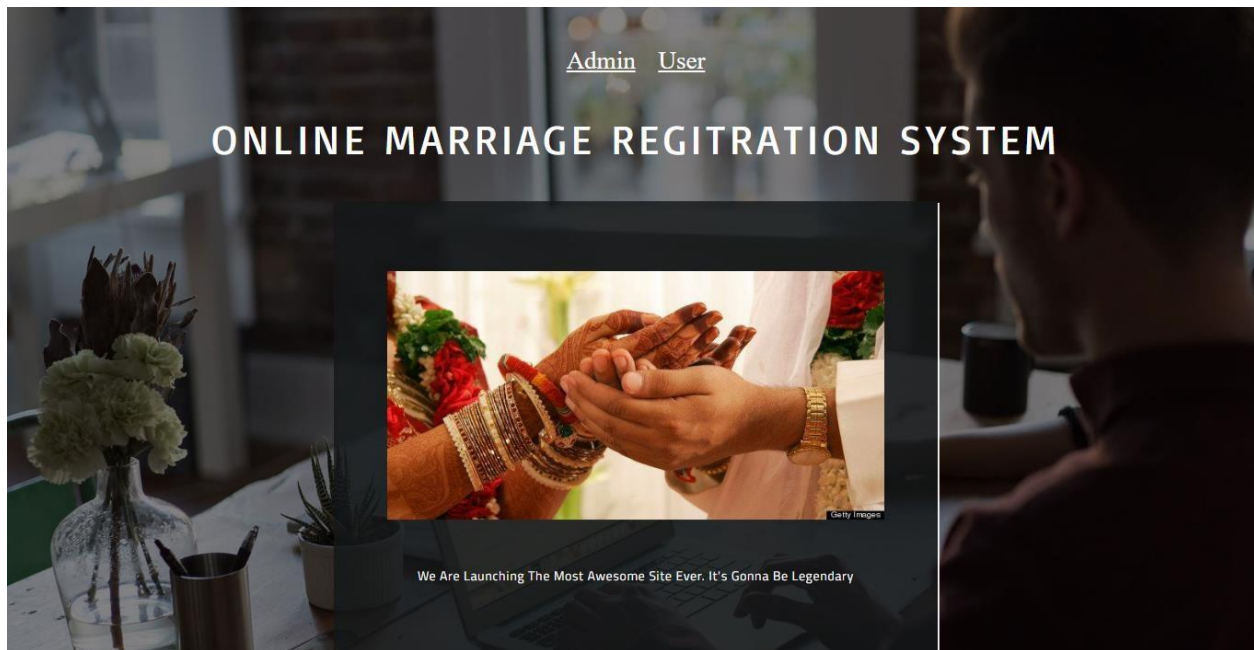 Admin User
ONLINE MARRIAGE REGITRATION SYSTEM
Getty Images
We Are Launching The Most Awesome Site Ever. It's Gonna Be Legendary